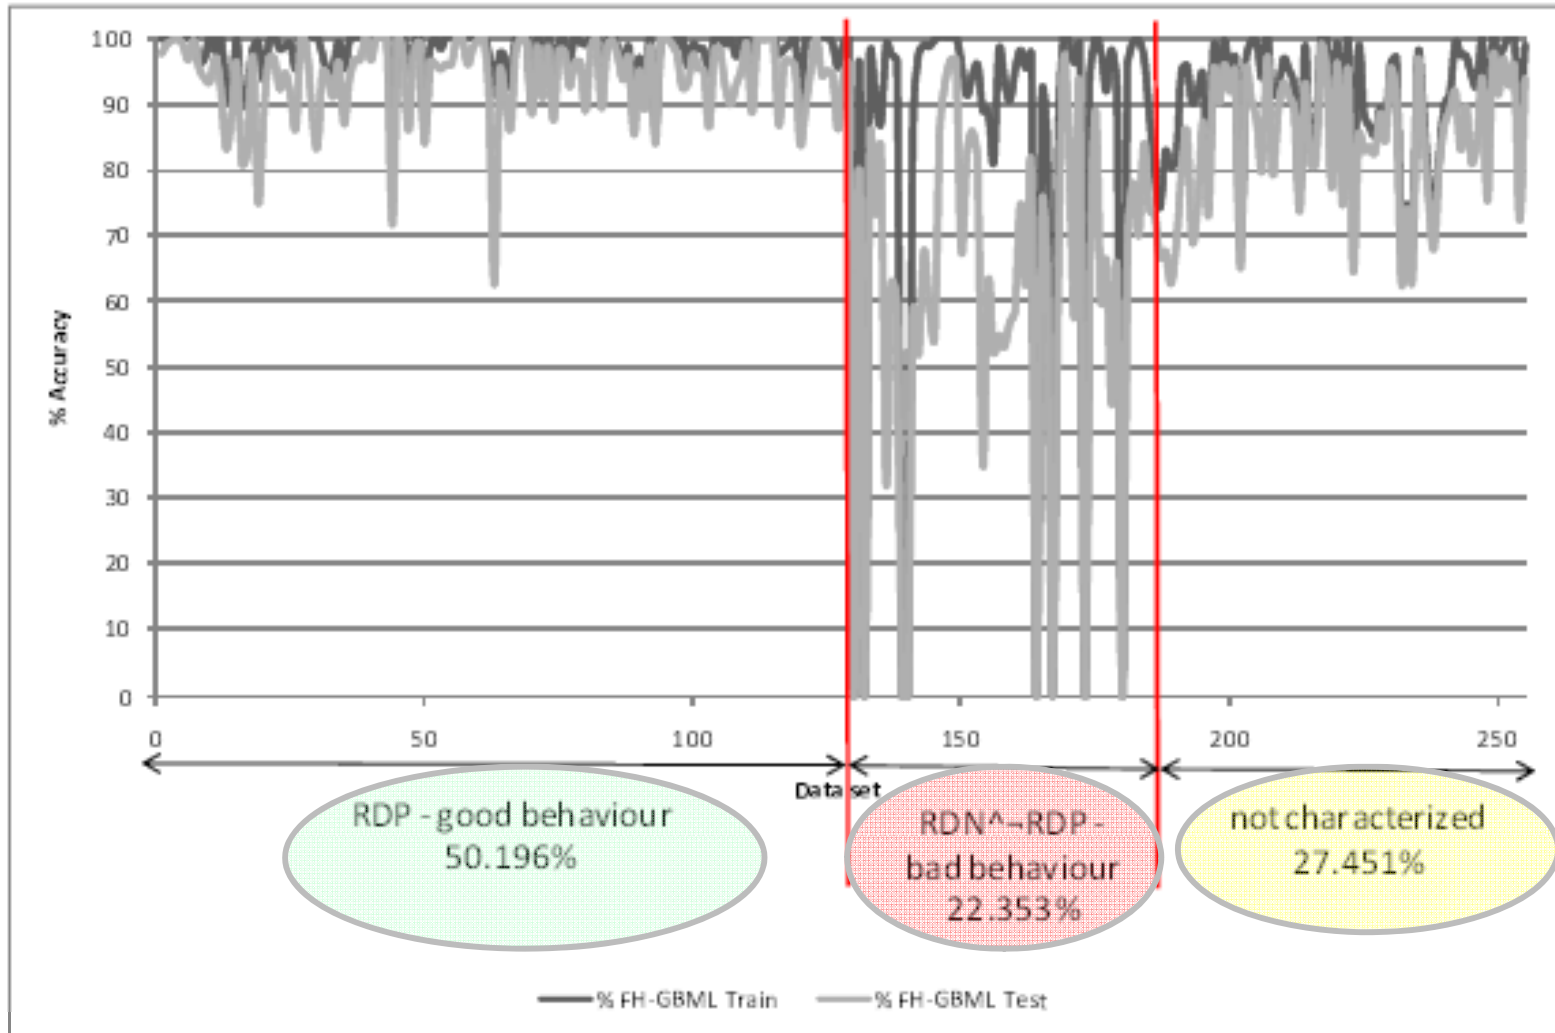 100
90
80
70
60
50
40
30
20
10
0
% Accuracy
0 50 100 150 200 250
Data set
RDP - good behaviour
50.196%
RDN^¬RDP -
bad behaviour
22.353%
not characterized
27.451%
% FH-GBML Train % FH-GBML Test